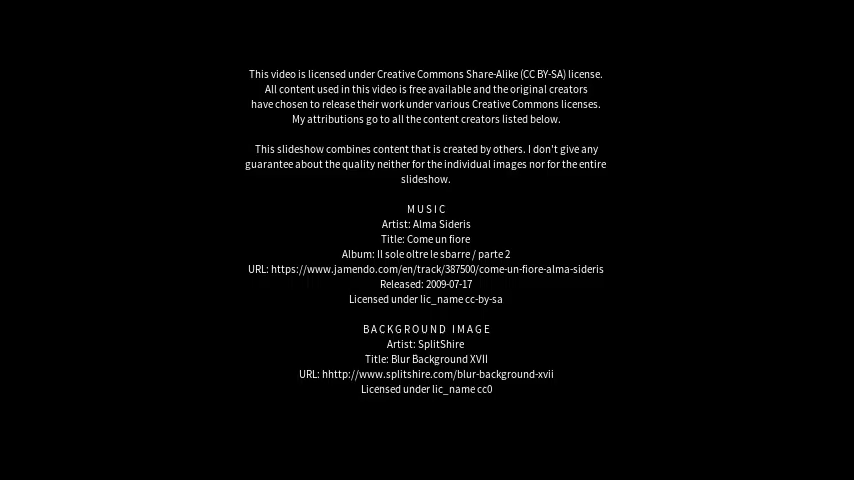 This video is licensed under Creative Commons Share-Alike (CC BY-SA) license.
All content used in this video is free available and the original creators
have chosen to release their work under various Creative Commons licenses.
My attributions go to all the content creators listed below.
This slideshow combines content that is created by others. I don't give any
guarantee about the quality neither for the individual images nor for the entire
slideshow.
MUSIC
Artist: Alma Sideris
Title: Come un fiore
Album: Il sole oltre le sbarre / parte 2
URL: https://www.jamendo.com/en/track/387500/come-un-fiore-alma-sideris
Released: 2009-07-17
Licensed under lic_name cc-by-sa
BACKGROUND IMAGE
Artist: SplitShire
Title: Blur Background XVII
URL: hhttp://www.splitshire.com/blur-background-xvii
Licensed under lic_name cc0